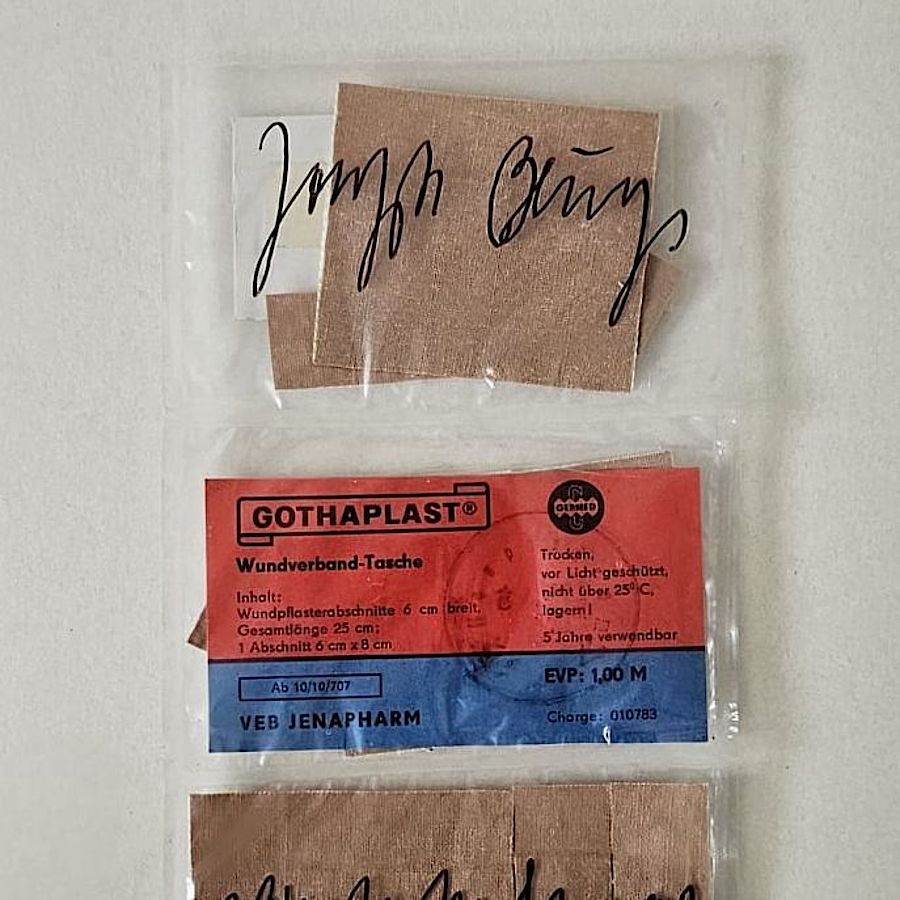 Joseph Beuys
GOTHAPLAST®
GERMED
Wundverband-Tasche
Trocken,
vor Licht geschützt,
nicht über 25° C,
lagern!
Inhalt:
Wundpflasterabschnitte 6 cm breit,
Gesamtlänge 25 cm:
1 Abschnitt 6 cm x 8 cm
5 Jahre verwendbar
Ab 10/10/707
EVP: 1,00 M
VEB JENAPHARM
Charge: 010783